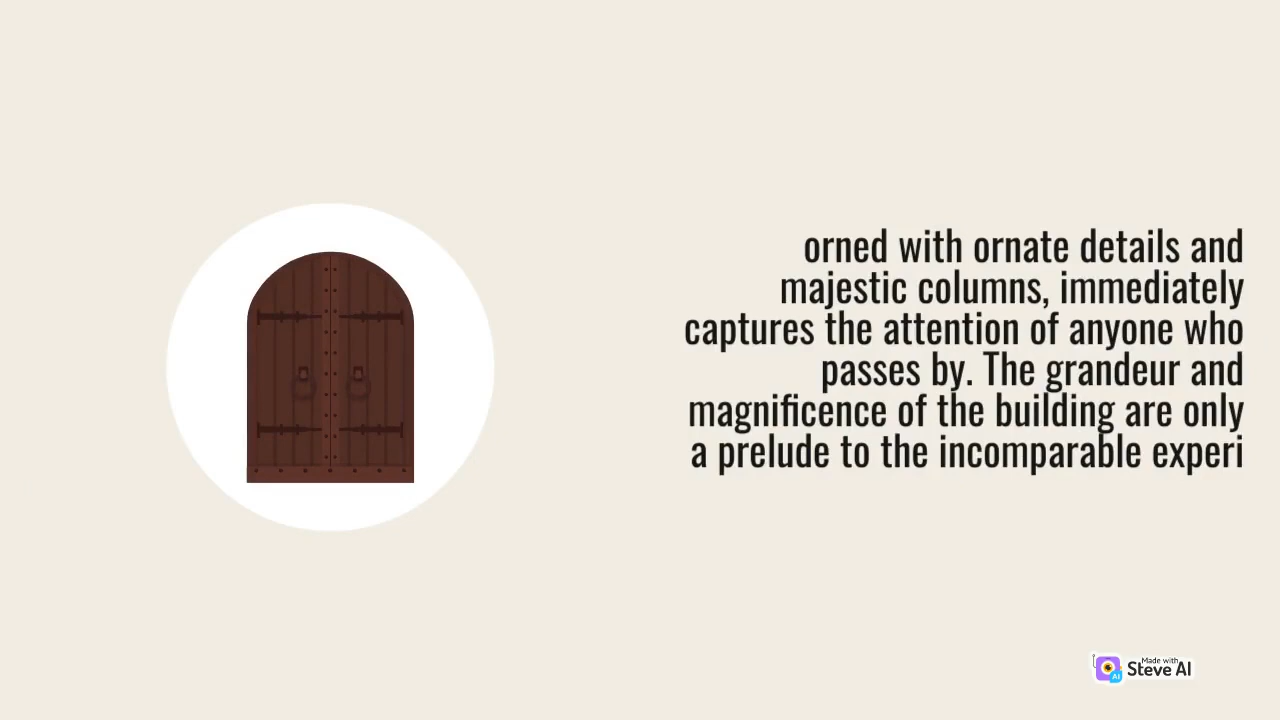 orned with ornate details and
majestic columns, immediately
captures the attention of anyone who
passes by. The grandeur and
magnificence of the building are only
a prelude to the incomparable experi
Made with
Steve AI
AI